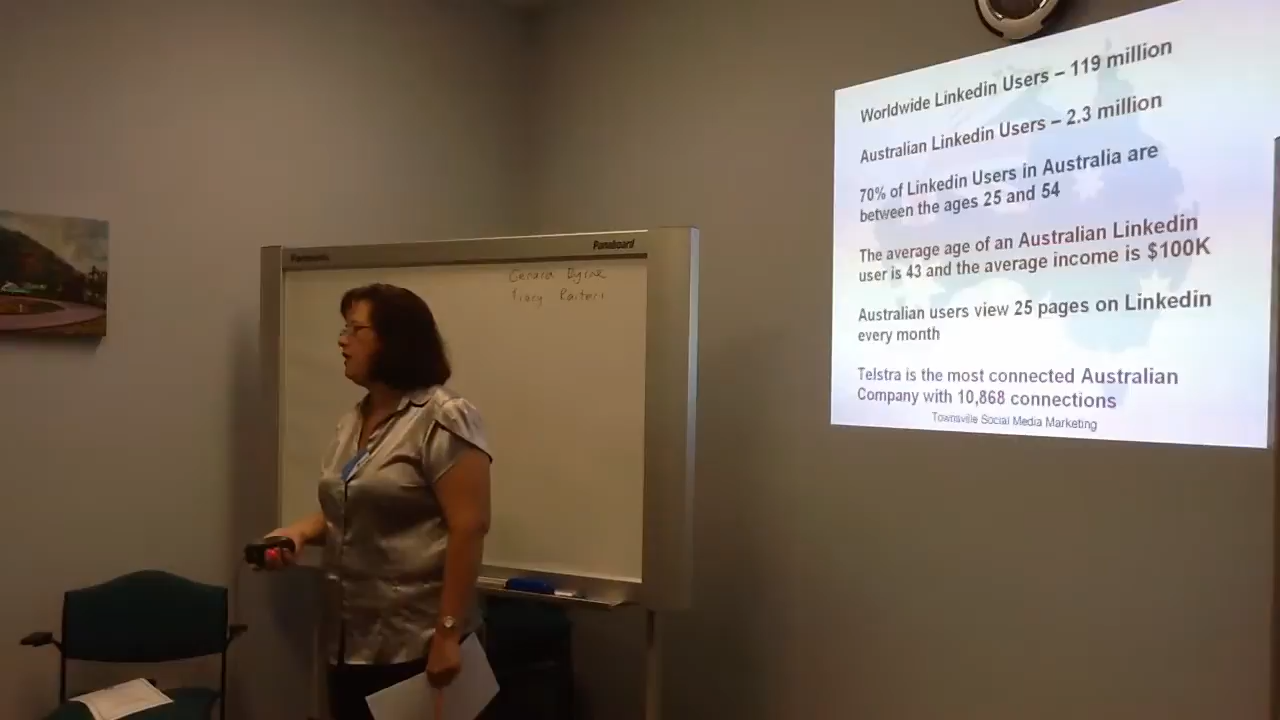 Panasonic
Panaboard
Gerard Byrne
Tracy
Worldwide Linkedin Users – 119 million
Australian Linkedin Users – 2.3 million
70% of Linkedin Users in Australia are
between the ages 25 and 54
The average age of an Australian Linkedin
user is 43 and the average income is $100K
Australian users view 25 pages on Linkedin
every month
Telstra is the most connected Australian
Company with 10,868 connections
Townsville Social Media Marketing